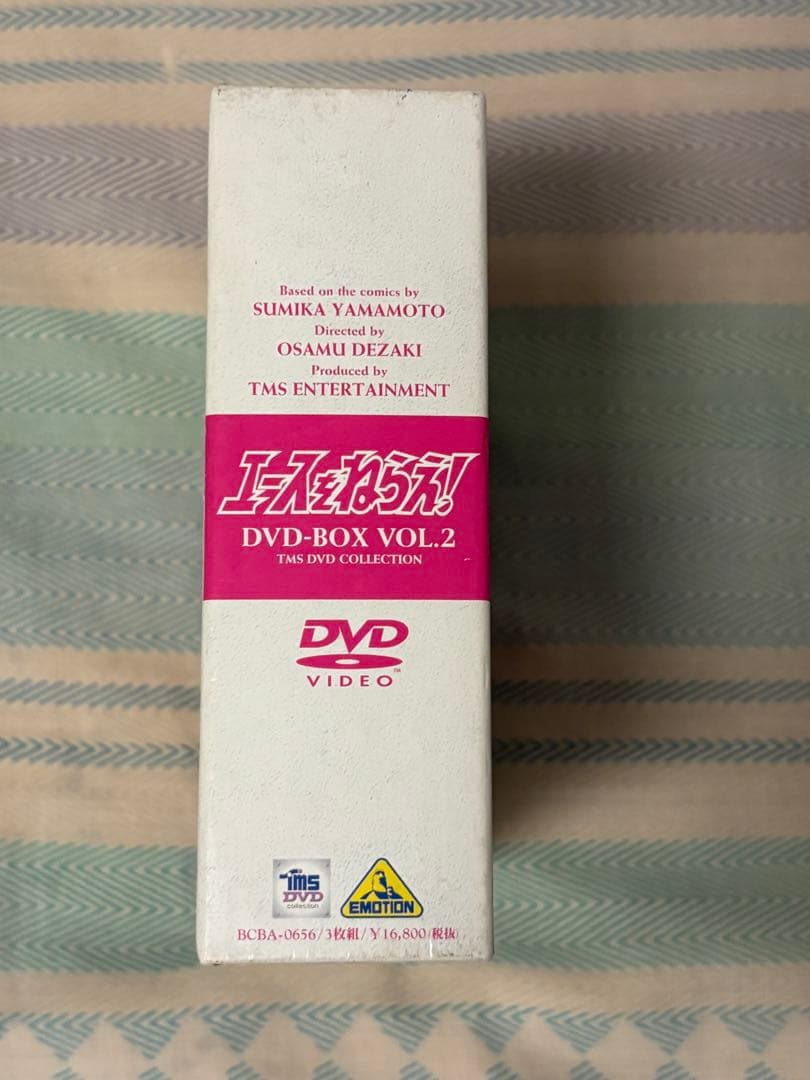 Based on the comics by
SUMIKA YAMAMOTO
Directed by
OSAMU DEZAKI
Produced by
TMS ENTERTAINMENT
エースをねらえ!
DVD-BOX VOL.2
TMS DVD COLLECTION
DVD
VIDEO
TM
tms
DVD
collection
EMOTION
BCBA-0656/3枚組/¥16,800(税抜)